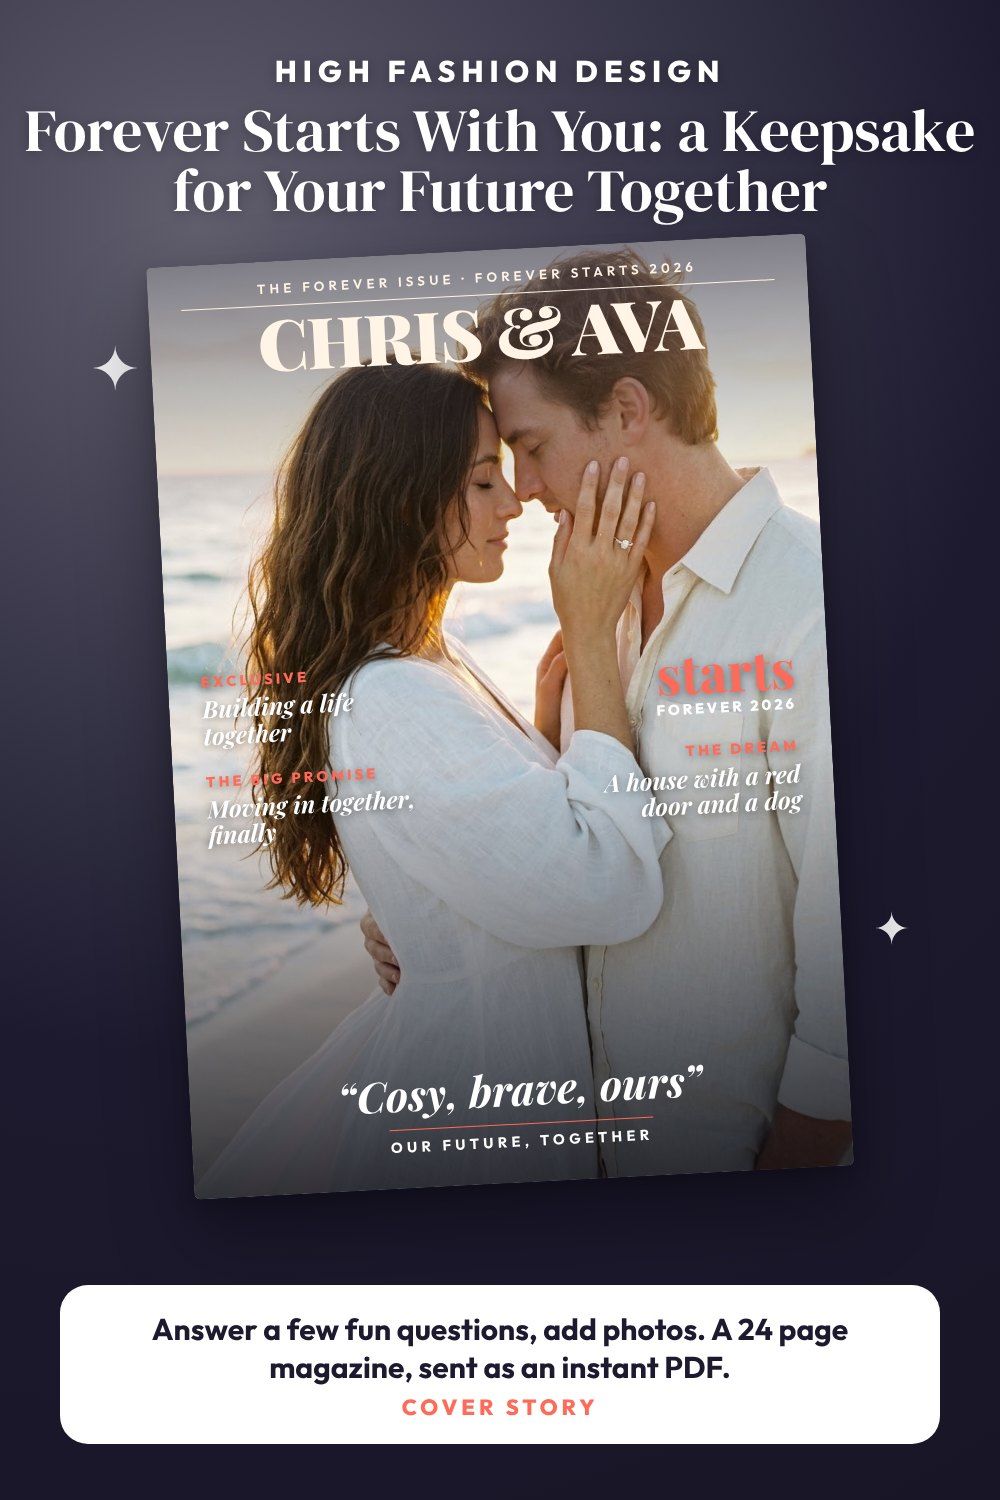 HIGH FASHION DESIGN
Forever Starts With You: a Keepsake
for Your Future Together
THE FOREVER ISSUE · FOREVER STARTS 2026
CHRIS & AVA
EXCLUSIVE
Building a life
together
THE BIG PROMISE
Moving in together,
finally
starts
FOREVER 2026
THE DREAM
A house with a red
door and a dog
“Cosy, brave, ours”
OUR FUTURE, TOGETHER
Answer a few fun questions, add photos. A 24 page
magazine, sent as an instant PDF.
COVER STORY